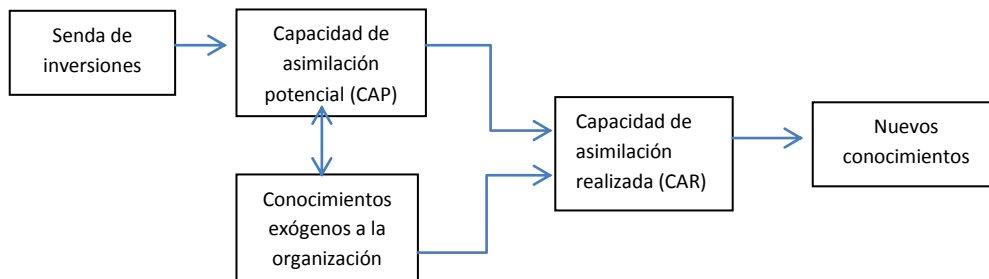 Senda de
inversiones
Capacidad de
asimilación
potencial (CAP)
Conocimientos
exógenos a la
organización
Capacidad de
asimilación
realizada (CAR)
Nuevos
conocimientos